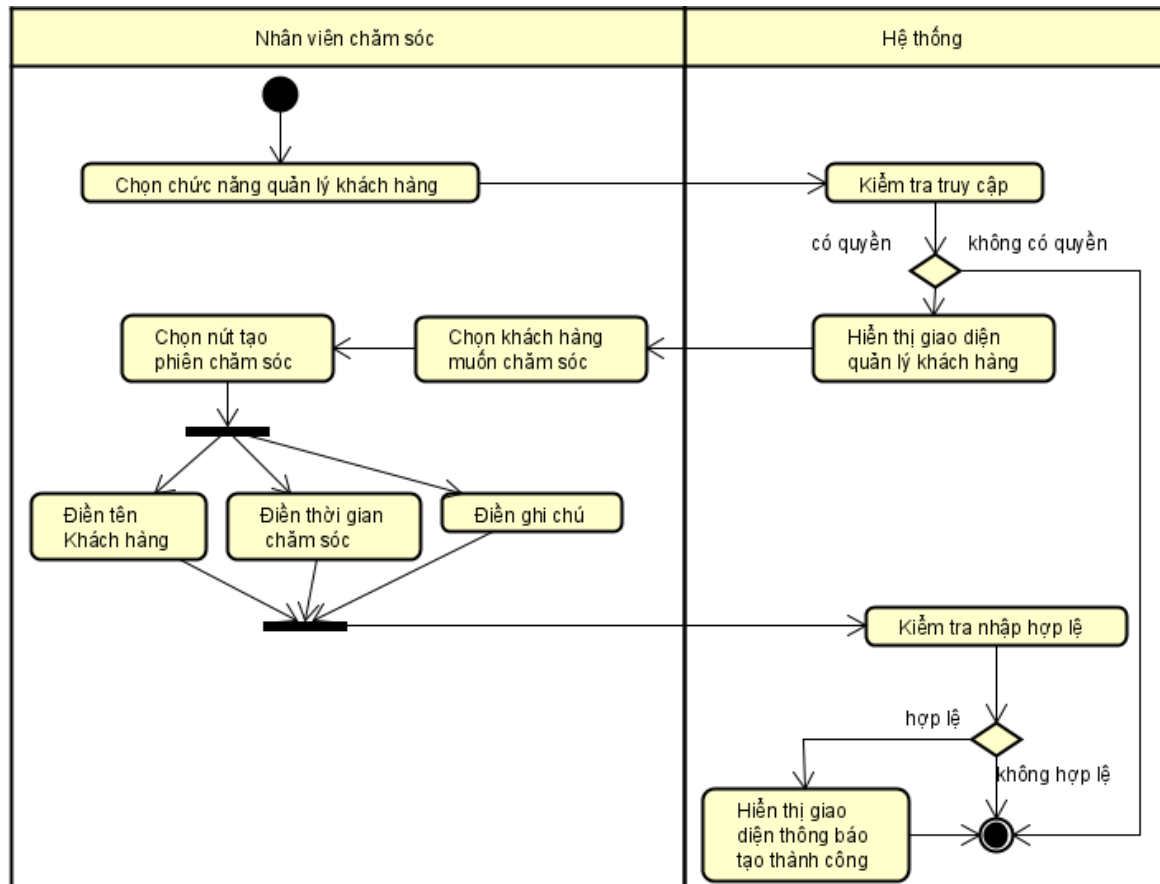 Nhân viên chăm sóc
Hệ thống
Chọn chức năng quản lý khách hàng
Kiểm tra truy cập
có quyền
không có quyền
Chọn nút tạo
phiên chăm sóc
Chọn khách hàng
muốn chăm sóc
Hiển thị giao diện
quản lý khách hàng
Điền tên
Khách hàng
Điền thời gian
chăm sóc
Điền ghi chú
Kiểm tra nhập hợp lệ
hợp lệ
không hợp lệ
Hiển thị giao
diện thông báo
tạo thành công